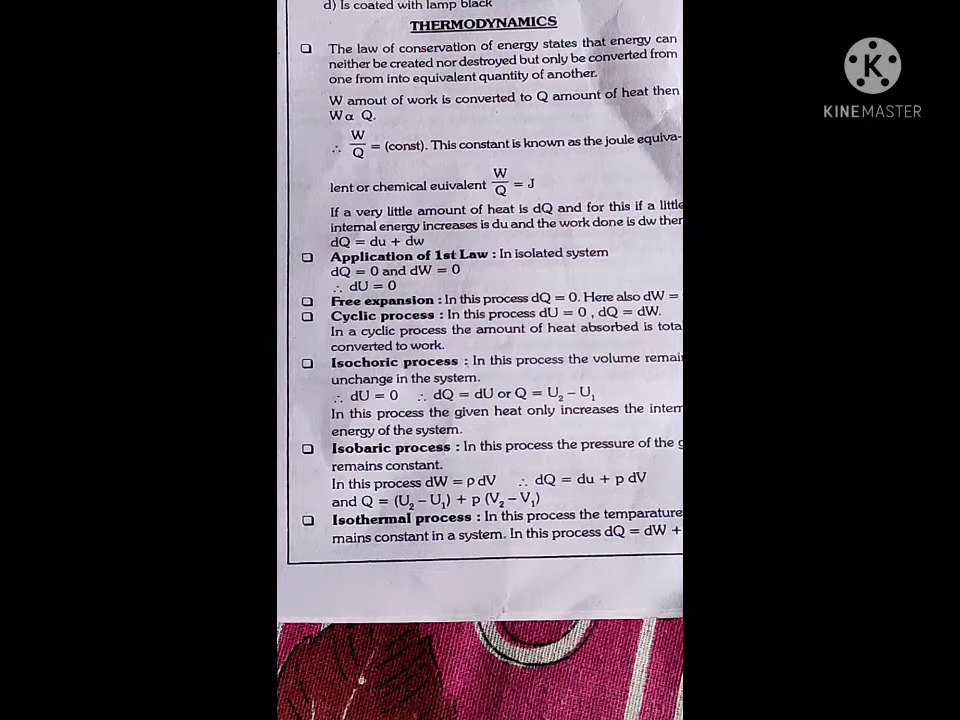 d) Is coated with lamp black
THERMODYNAMICS
❑ The law of conservation of energy states that energy can
neither be created nor destroyed but only be converted from
one from into equivalent quantity of another.
W amout of work is converted to Q amount of heat then
W α Q.
∴ W/Q = (const). This constant is known as the joule equiva-
lent or chemical euivalent W/Q = J
If a very little amount of heat is dQ and for this if a little
internal energy increases is du and the work done is dw then
dQ = du + dw
❑ Application of 1st Law : In isolated system
dQ = 0 and dW = 0
∴ dU = 0
❑ Free expansion : In this process dQ = 0. Here also dW =
❑ Cyclic process : In this process dU = 0 , dQ = dW.
In a cyclic process the amount of heat absorbed is total
converted to work.
❑ Isochoric process : In this process the volume remain
unchange in the system.
∴ dU = 0 ∴ dQ = dU or Q = U₂ – U₁
In this process the given heat only increases the intern
energy of the system.
❑ Isobaric process : In this process the pressure of the g
remains constant.
In this process dW = ρ dV ∴ dQ = du + p dV
and Q = (U₂ – U₁) + p (V₂ – V₁)
❑ Isothermal process : In this process the temparature
mains constant in a system. In this process dQ = dW +
K
KINEMASTER